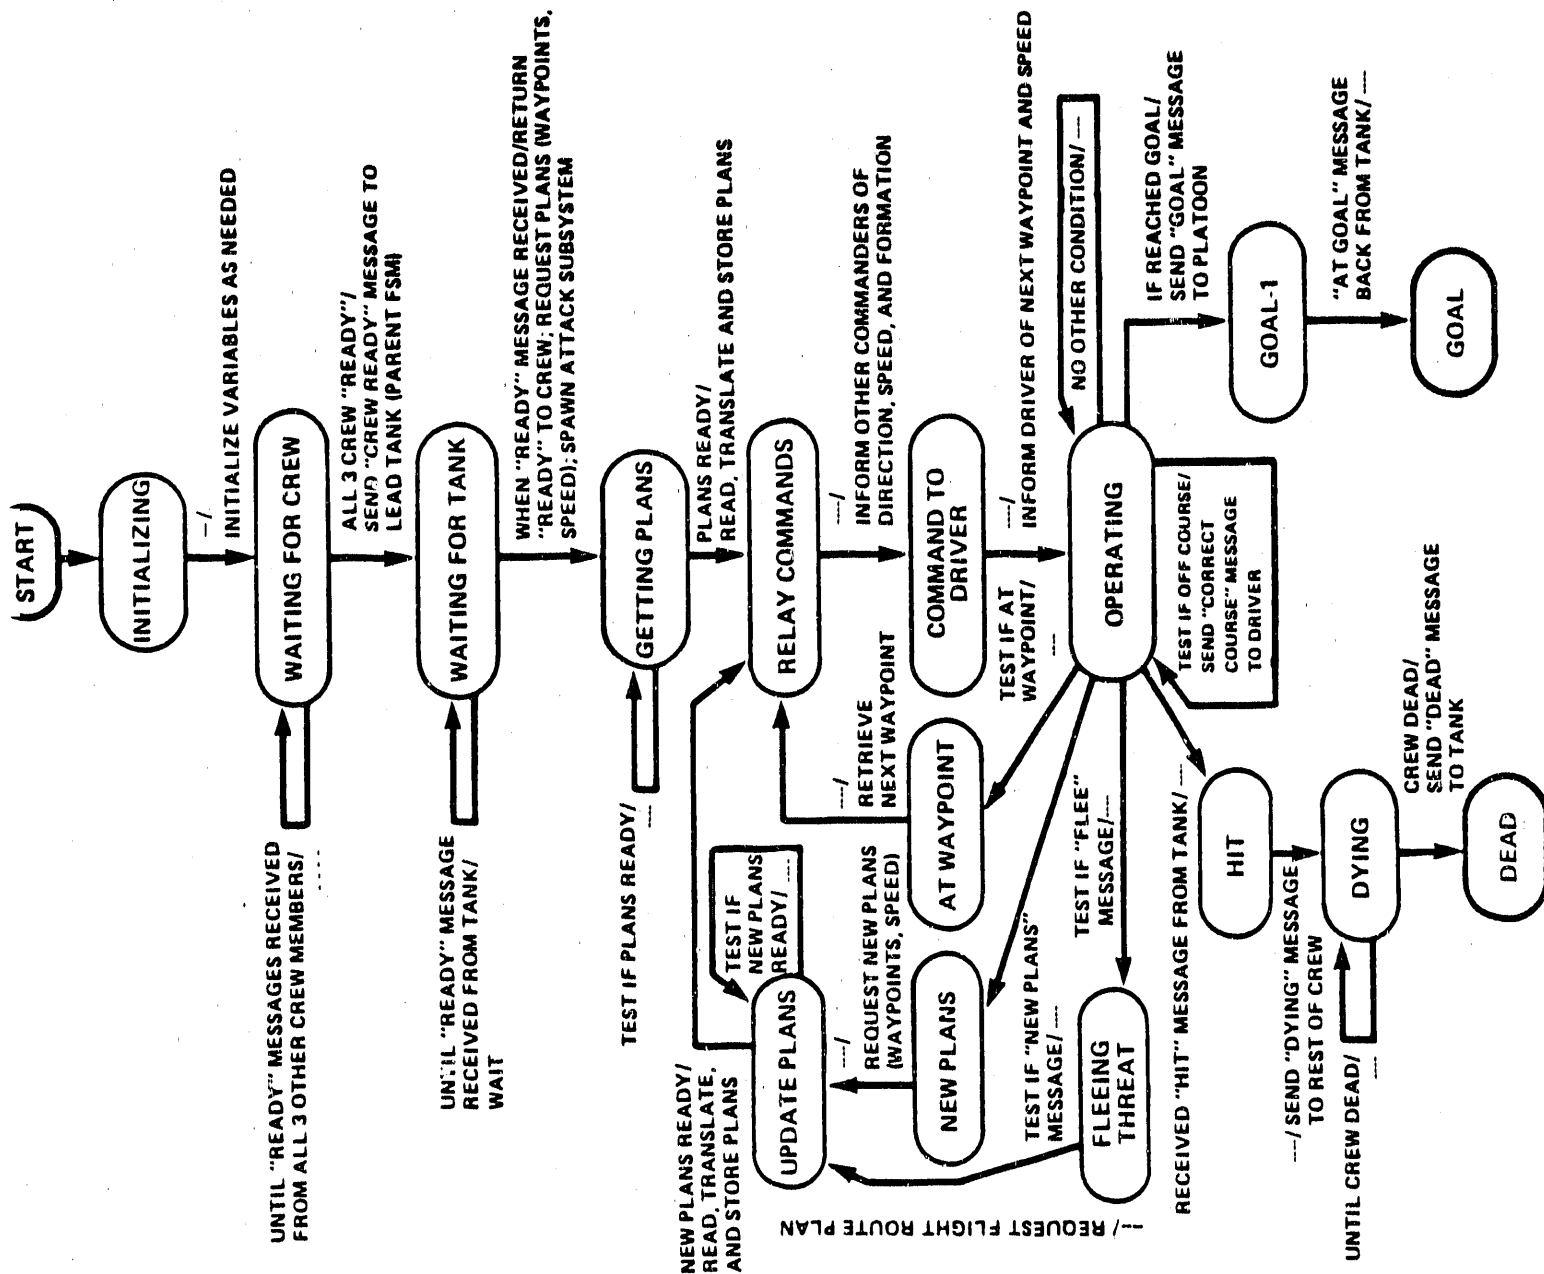 START
INITIALIZING
---/
INITIALIZE VARIABLES AS NEEDED
WAITING FOR CREW
UNTIL "READY" MESSAGES RECEIVED
FROM ALL 3 OTHER CREW MEMBERS/
----
ALL 3 CREW "READY"/
SEND "CREW READY" MESSAGE TO
LEAD TANK (PARENT FSM)
WAITING FOR TANK
UNTIL "READY" MESSAGE
RECEIVED FROM TANK/
WAIT
WHEN "READY" MESSAGE RECEIVED/RETURN
"READY" TO CREW; REQUEST PLANS (WAYPOINTS,
SPEED); SPAWN ATTACK SUBSYSTEM
GETTING PLANS
TEST IF PLANS READY/
---
PLANS READY/
READ, TRANSLATE AND STORE PLANS
RELAY COMMANDS
---/
INFORM OTHER COMMANDERS OF
DIRECTION, SPEED, AND FORMATION
COMMAND TO
DRIVER
---/
INFORM DRIVER OF NEXT WAYPOINT AND SPEED
OPERATING
NO OTHER CONDITION/ ---
TEST IF OFF COURSE/
SEND "CORRECT
COURSE" MESSAGE
TO DRIVER
IF REACHED GOAL/
SEND "GOAL" MESSAGE
TO PLATOON
GOAL-1
"AT GOAL" MESSAGE
BACK FROM TANK/ ---
GOAL
TEST IF AT
WAYPOINT/
---
AT WAYPOINT
---/
RETRIEVE
NEXT WAYPOINT
TEST IF "NEW PLANS"
MESSAGE/ ---
NEW PLANS
---/
REQUEST NEW PLANS
(WAYPOINTS, SPEED)
UPDATE PLANS
TEST IF
NEW PLANS
READY/ ---
NEW PLANS READY/
READ, TRANSLATE,
AND STORE PLANS
TEST IF "FLEE"
MESSAGE/---
FLEEING
THREAT
---/ REQUEST FLIGHT ROUTE PLAN
RECEIVED "HIT" MESSAGE FROM TANK/ ---
HIT
---/ SEND "DYING" MESSAGE
TO REST OF CREW
DYING
UNTIL CREW DEAD/
---
CREW DEAD/
SEND "DEAD" MESSAGE
TO TANK
DEAD